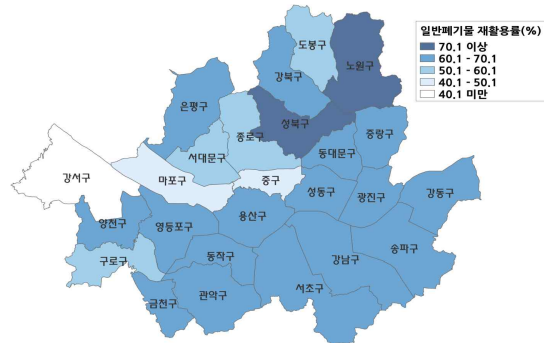 일반폐기물 재활용률(%)
70.1 이상
60.1 - 70.1
50.1 - 60.1
40.1 - 50.1
40.1 미만
도봉구
노원구
강북구
은평구
성북구
종로구
중랑구
동대문구
서대문구
마포구
중구
강서구
성동구
광진구
강동구
양천구
영등포구
용산구
송파구
구로구
동작구
강남구
서초구
금천구
관악구